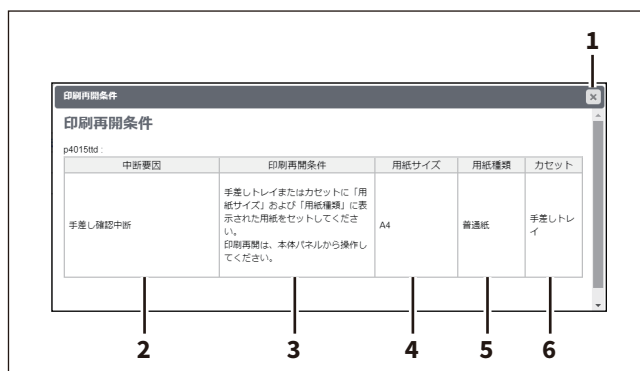 1
印刷再開条件
×
印刷再開条件
p4015ttd :
中断要因 印刷再開条件 用紙サイズ 用紙種類 カセット
手差し確認中断
手差しトレイまたはカセットに「用
紙サイズ」および「用紙種類」に表
示された用紙をセットしてくださ
い。
印刷再開は、本体パネルから操作し
てください。
A4
普通紙
手差しトレ
イ
2 3 4 5 6